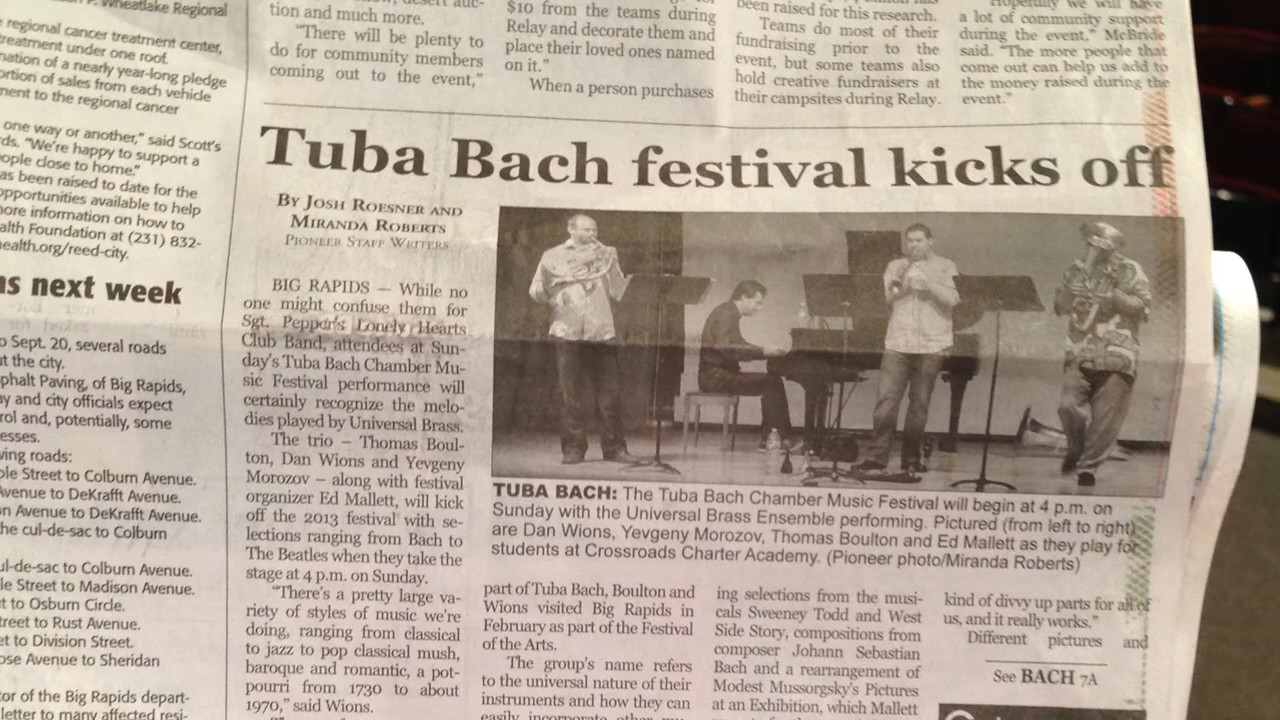 P. Wheatlake Regional
regional cancer treatment center,
treatment under one roof.
nation of a nearly year-long pledge
ortion of sales from each vehicle
ment to the regional cancer
one way or another,” said Scott’s
ds. “We’re happy to support a
ople close to home.”
as been raised to date for the
opportunities available to help
ore information on how to
alth Foundation at (231) 832-
ealth.org/reed-city.
as next week
o Sept. 20, several roads
ut the city.
phalt Paving, of Big Rapids,
y and city officials expect
rol and, potentially, some
esses.
wing roads:
ple Street to Colburn Avenue.
Avenue to DeKrafft Avenue.
on Avenue to DeKrafft Avenue.
he cul-de-sac to Colburn
ul-de-sac to Colburn Avenue.
le Street to Madison Avenue.
t to Osburn Circle.
treet to Rust Avenue.
et to Division Street.
ose Avenue to Sheridan
tor of the Big Rapids depart-
letter to many affected resi-
tion and much more.
“There will be plenty to
do for community members
coming out to the event,”
$10 from the teams during
Relay and decorate them and
place their loved ones named
on it.”
When a person purchases
been raised for this research.
Teams do most of their
fundraising prior to the
event, but some teams also
hold creative fundraisers at
their campsites during Relay.
Hopefully we will have
a lot of community support
during the event,” McBride
said. “The more people that
come out can help us add to
the money raised during the
event.”
Tuba Bach festival kicks off
By Josh Roesner and
Miranda Roberts
Pioneer Staff Writers
BIG RAPIDS — While no
one might confuse them for
Sgt. Pepper’s Lonely Hearts
Club Band, attendees at Sun-
day’s Tuba Bach Chamber Mu-
sic Festival performance will
certainly recognize the melo-
dies played by Universal Brass.
The trio – Thomas Boul-
ton, Dan Wions and Yevgeny
Morozov – along with festival
organizer Ed Mallett, will kick
off the 2013 festival with se-
lections ranging from Bach to
The Beatles when they take the
stage at 4 p.m. on Sunday.
“There’s a pretty large va-
riety of styles of music we’re
doing, ranging from classical
to jazz to pop classical mush,
baroque and romantic, a pot-
pourri from 1730 to about
1970,” said Wions.
TUBA BACH: The Tuba Bach Chamber Music Festival will begin at 4 p.m. on
Sunday with the Universal Brass Ensemble performing. Pictured (from left to right)
are Dan Wions, Yevgeny Morozov, Thomas Boulton and Ed Mallett as they play for
students at Crossroads Charter Academy. (Pioneer photo/Miranda Roberts)
part of Tuba Bach, Boulton and
Wions visited Big Rapids in
February as part of the Festival
of the Arts.
The group’s name refers
to the universal nature of their
instruments and how they can
easily incorporate other mu-
ing selections from the musi-
cals Sweeney Todd and West
Side Story, compositions from
composer Johann Sebastian
Bach and a rearrangement of
Modest Mussorgsky’s Pictures
at an Exhibition, which Mallett
kind of divvy up parts for all of
us, and it really works.”
Different pictures and
See BACH 7A